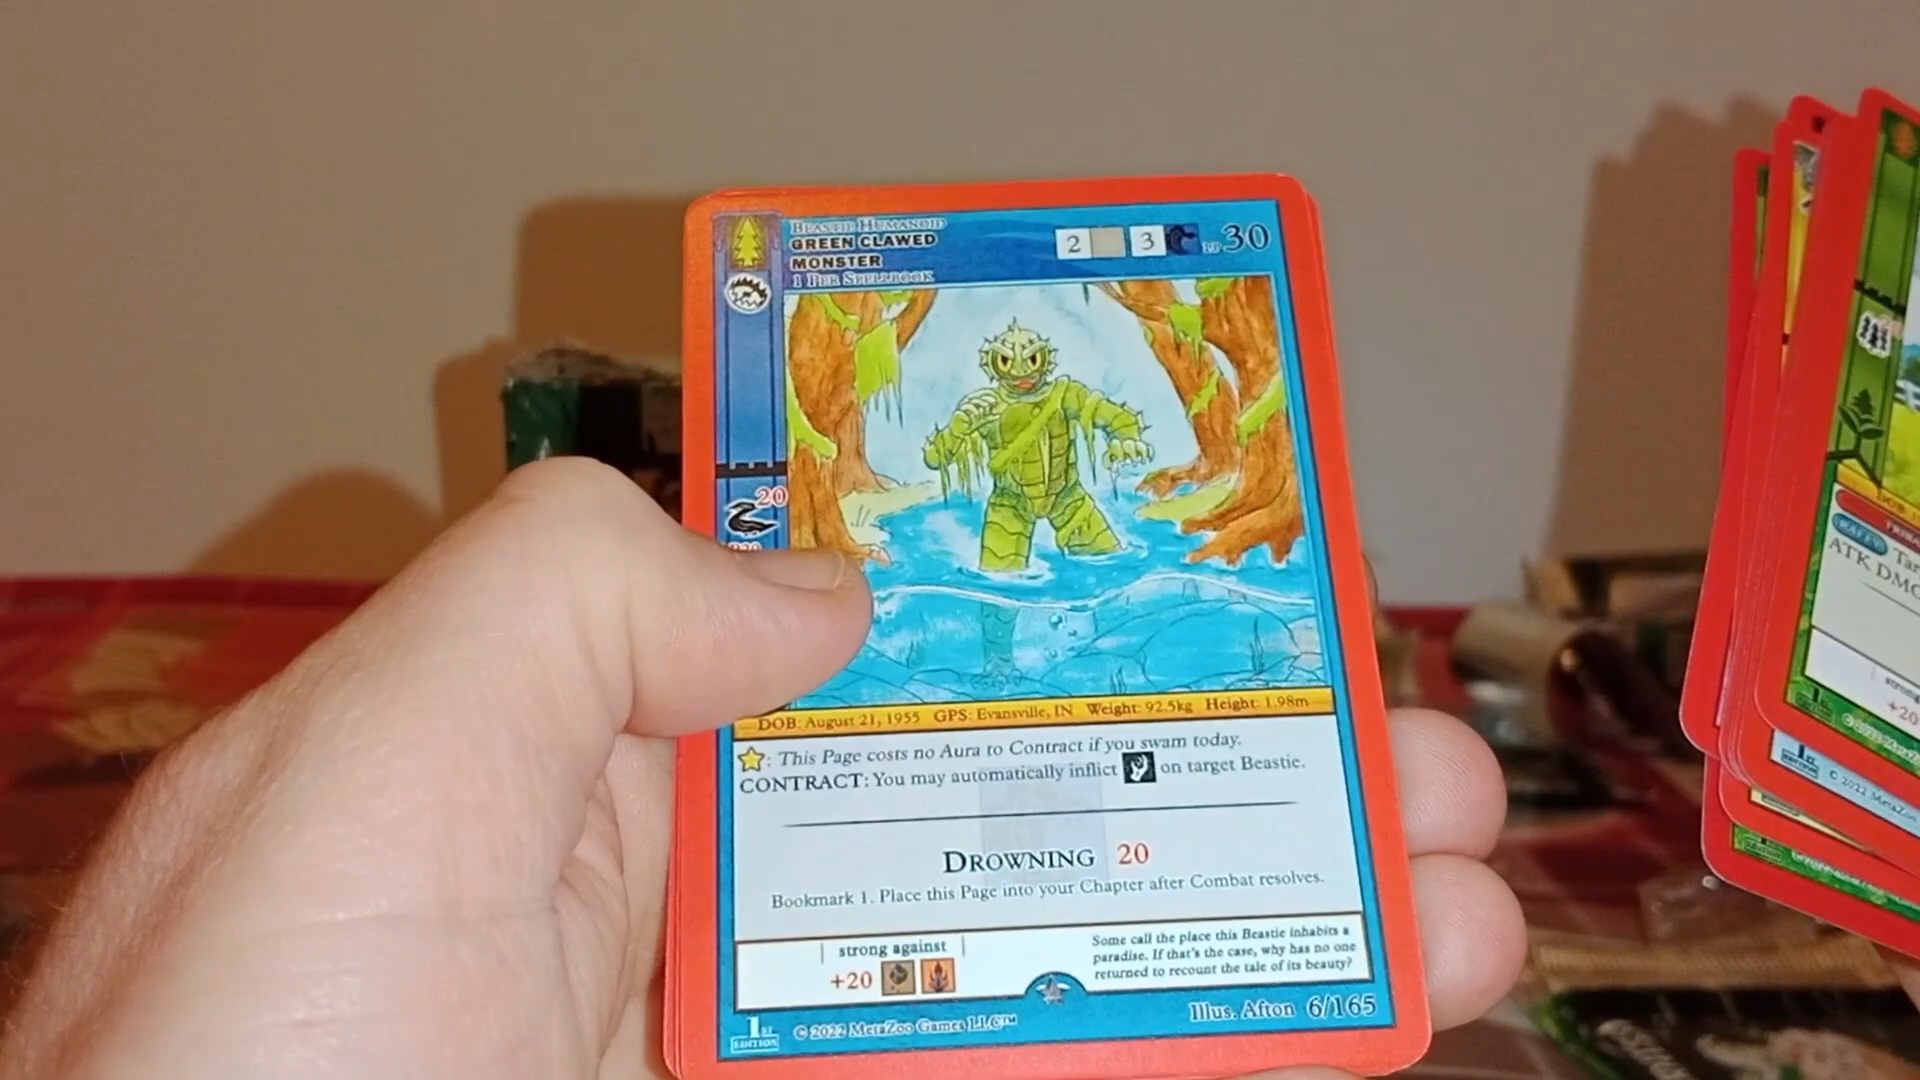 BEASTIE HUMANOID
GREEN CLAWED
MONSTER
1 PER SPELLBOOK
2 3 LP 30
20
DOB: August 21, 1955 GPS: Evansville, IN Weight: 92.5kg Height: 1.98m
: This Page costs no Aura to Contract if you swam today.
CONTRACT: You may automatically inflict on target Beastie.
DROWNING 20
Bookmark 1. Place this Page into your Chapter after Combat resolves.
strong against
+20
Some call the place this Beastie inhabits a
paradise. If that's the case, why has no one
returned to recount the tale of its beauty?
Illus. Afton 6/165
1ST EDITION © 2022 MetaZoo Games LLC™
ATK DMG
+20
1ST EDITION
© 2022 MetaZoo